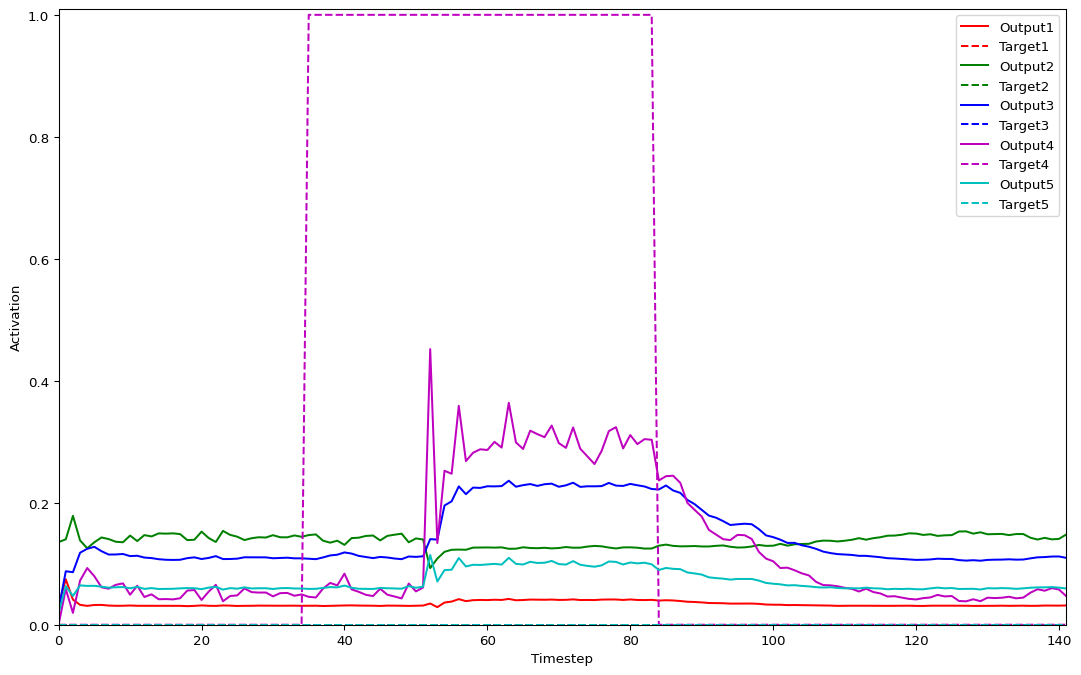 1.0
0.8
0.6
0.4
0.2
0.0
Activation
0 20 40 60 80 100 120 140
Timestep
Output1
Target1
Output2
Target2
Output3
Target3
Output4
Target4
Output5
Target5